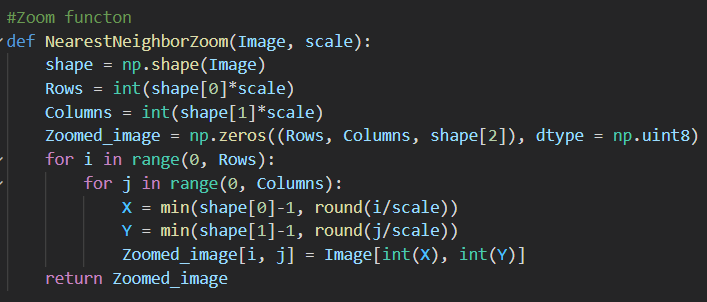 #Zoom functon
def NearestNeighborZoom(Image, scale):
    shape = np.shape(Image)
    Rows = int(shape[0]*scale)
    Columns = int(shape[1]*scale)
    Zoomed_image = np.zeros((Rows, Columns, shape[2]), dtype = np.uint8)
    for i in range(0, Rows):
        for j in range(0, Columns):
            X = min(shape[0]-1, round(i/scale))
            Y = min(shape[1]-1, round(j/scale))
            Zoomed_image[i, j] = Image[int(X), int(Y)]
    return Zoomed_image